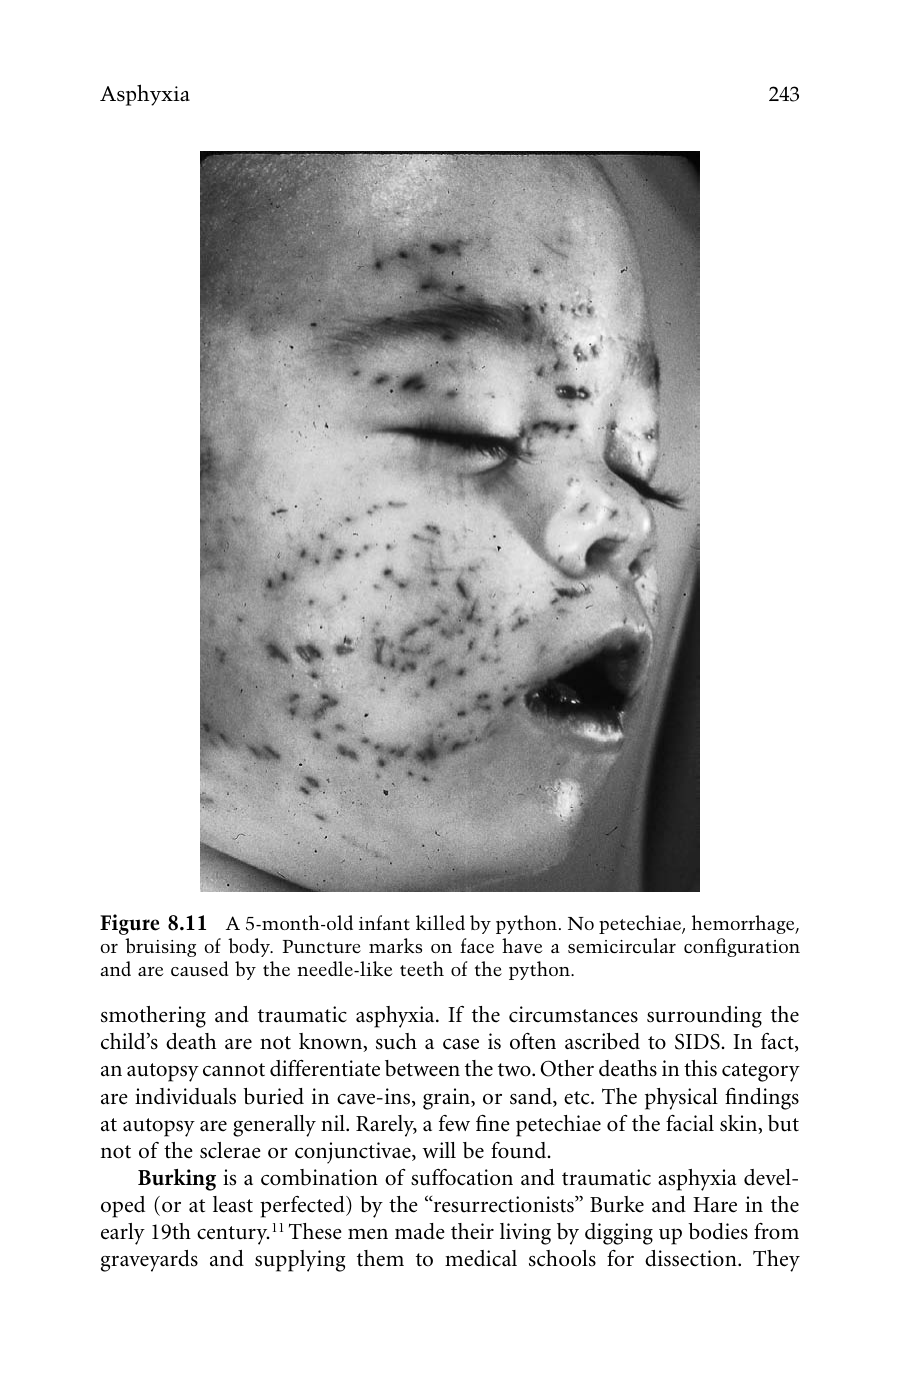 Asphyxia 243
Figure 8.11 A 5-month-old infant killed by python. No petechiae, hemorrhage,
or bruising of body. Puncture marks on face have a semicircular configuration
and are caused by the needle-like teeth of the python.
smothering and traumatic asphyxia. If the circumstances surrounding the
child’s death are not known, such a case is often ascribed to SIDS. In fact,
an autopsy cannot differentiate between the two. Other deaths in this category
are individuals buried in cave-ins, grain, or sand, etc. The physical findings
at autopsy are generally nil. Rarely, a few fine petechiae of the facial skin, but
not of the sclerae or conjunctivae, will be found.
Burking is a combination of suffocation and traumatic asphyxia devel-
oped (or at least perfected) by the “resurrectionists” Burke and Hare in the
early 19th century.¹¹ These men made their living by digging up bodies from
graveyards and supplying them to medical schools for dissection. They